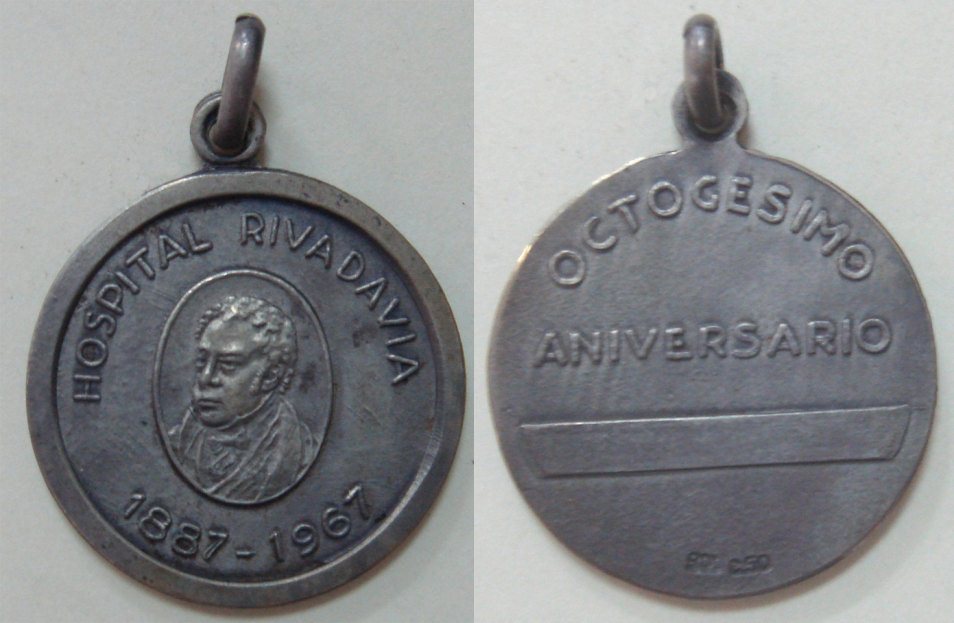 HOSPITAL RIVADAVIA
1887-1967
OCTOGESIMO
ANIVERSARIO